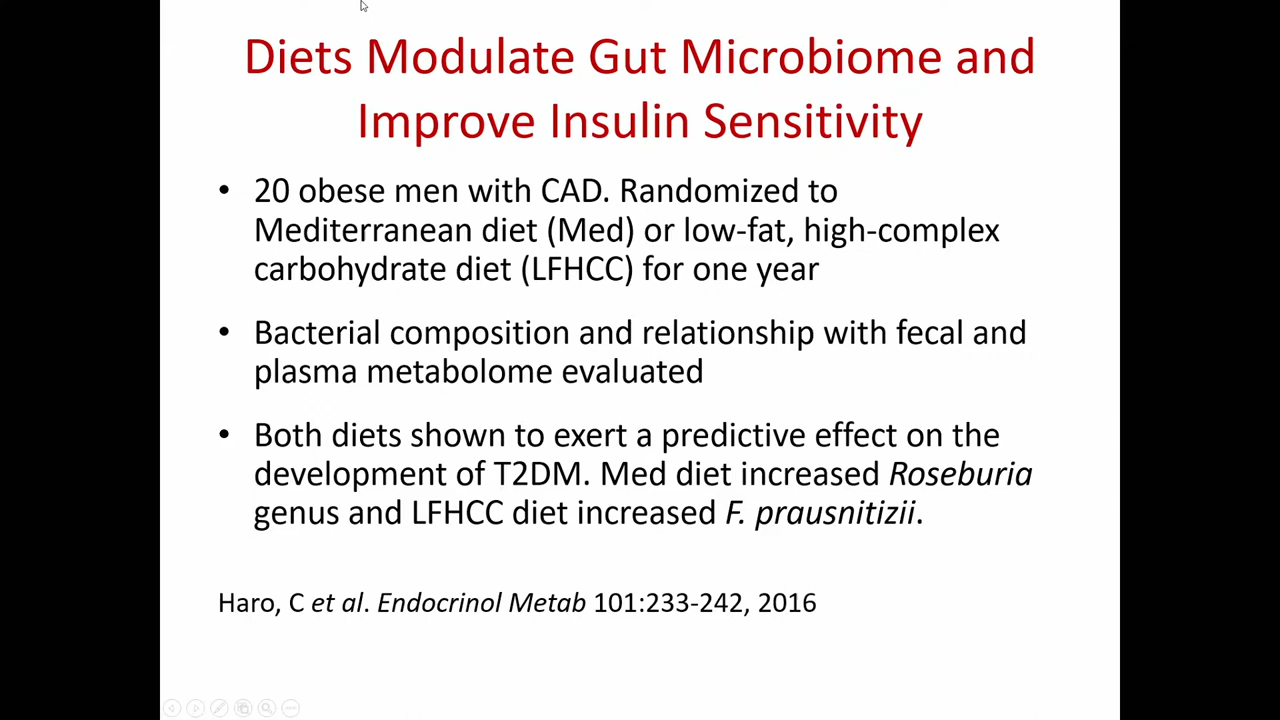 Diets Modulate Gut Microbiome and
Improve Insulin Sensitivity
• 20 obese men with CAD. Randomized to
Mediterranean diet (Med) or low-fat, high-complex
carbohydrate diet (LFHCC) for one year
• Bacterial composition and relationship with fecal and
plasma metabolome evaluated
• Both diets shown to exert a predictive effect on the
development of T2DM. Med diet increased Roseburia
genus and LFHCC diet increased F. prausnitizii.
Haro, C et al. Endocrinol Metab 101:233-242, 2016